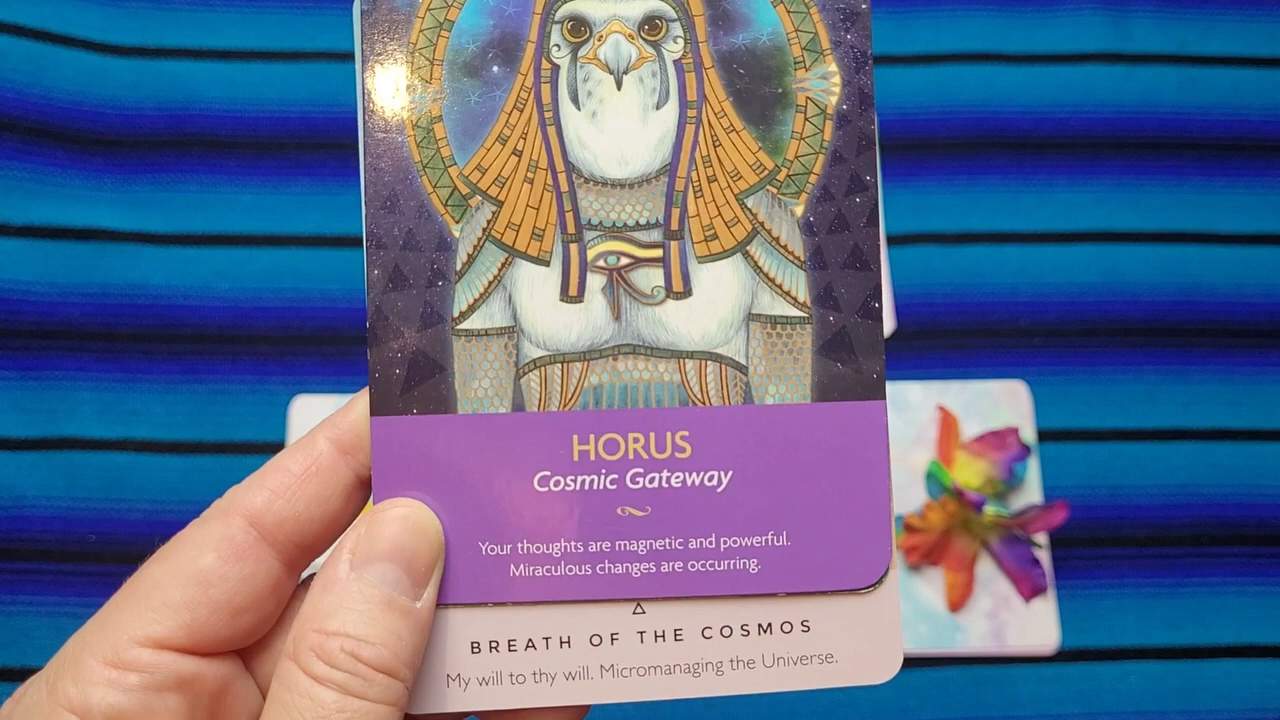 HORUS
Cosmic Gateway
Your thoughts are magnetic and powerful.
Miraculous changes are occurring.
BREATH OF THE COSMOS
My will to thy will. Micromanaging the Universe.